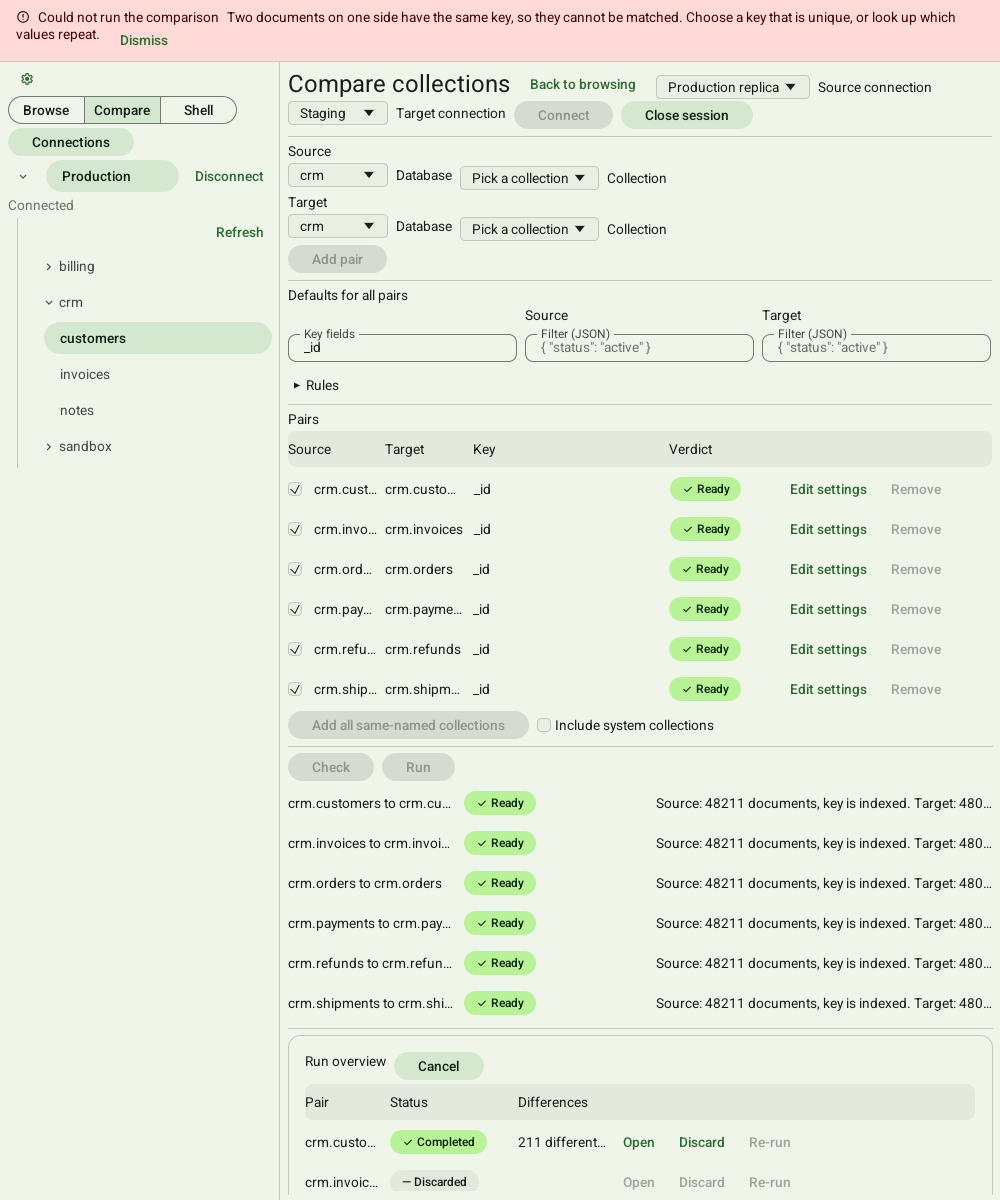 Could not run the comparison Two documents on one side have the same key, so they cannot be matched. Choose a key that is unique, or look up which
values repeat. Dismiss
Browse Compare Shell
Connections
Production Disconnect
Connected
Refresh
billing
crm
customers
invoices
notes
sandbox
Compare collections Back to browsing Production replica Source connection
Staging Target connection Connect Close session
Source
crm Database Pick a collection Collection
Target
crm Database Pick a collection Collection
Add pair
Defaults for all pairs
Source Target
Key fields Filter (JSON) Filter (JSON)
_id { "status": "active" } { "status": "active" }
Rules
Pairs
Source Target Key Verdict
crm.cust… crm.custo… _id Ready Edit settings Remove
crm.invo… crm.invoices _id Ready Edit settings Remove
crm.ord… crm.orders _id Ready Edit settings Remove
crm.pay… crm.payme… _id Ready Edit settings Remove
crm.refu… crm.refunds _id Ready Edit settings Remove
crm.ship… crm.shipm… _id Ready Edit settings Remove
Add all same-named collections Include system collections
Check Run
crm.customers to crm.cu… Ready Source: 48211 documents, key is indexed. Target: 480…
crm.invoices to crm.invoi… Ready Source: 48211 documents, key is indexed. Target: 480…
crm.orders to crm.orders Ready Source: 48211 documents, key is indexed. Target: 480…
crm.payments to crm.pay… Ready Source: 48211 documents, key is indexed. Target: 480…
crm.refunds to crm.refun… Ready Source: 48211 documents, key is indexed. Target: 480…
crm.shipments to crm.shi… Ready Source: 48211 documents, key is indexed. Target: 480…
Run overview Cancel
Pair Status Differences
crm.custo… Completed 211 different… Open Discard Re-run
crm.invoic… Discarded Open Discard Re-run